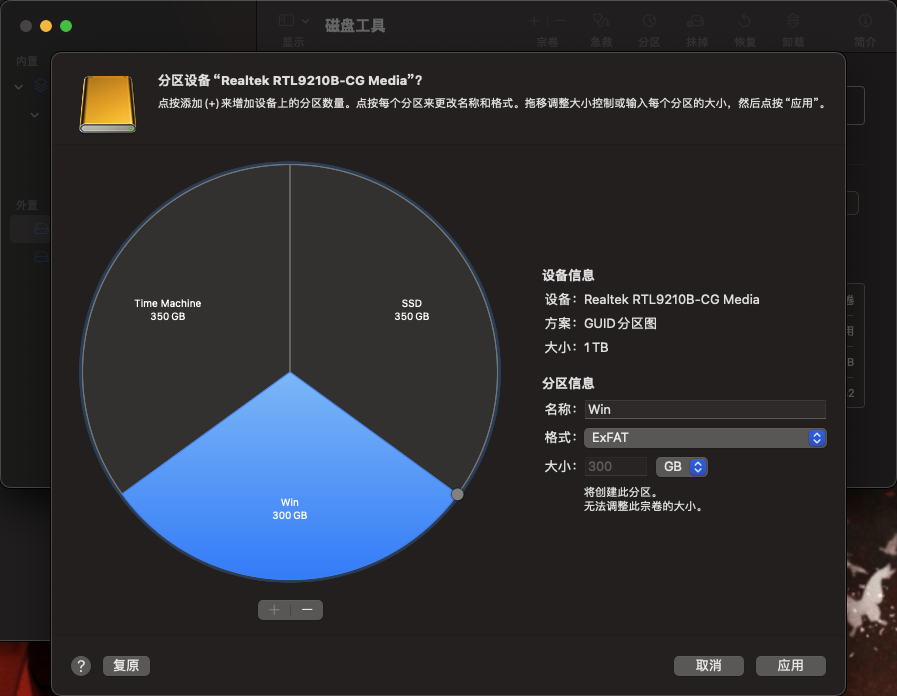 磁盘工具
显示
宗卷
急救
分区
抹掉
恢复
卸载
简介
内置
外置
分区设备“Realtek RTL9210B-CG Media”？
点按添加 (+) 来增加设备上的分区数量。点按每个分区来更改名称和格式。拖移调整大小控制或输入每个分区的大小，然后点按“应用”。
Time Machine
350 GB
SSD
350 GB
Win
300 GB
设备信息
设备：Realtek RTL9210B-CG Media
方案：GUID分区图
大小：1 TB
分区信息
名称：Win
格式：ExFAT
大小：300 GB
将创建此分区。
无法调整此宗卷的大小。
+ −
? 复原 取消 应用